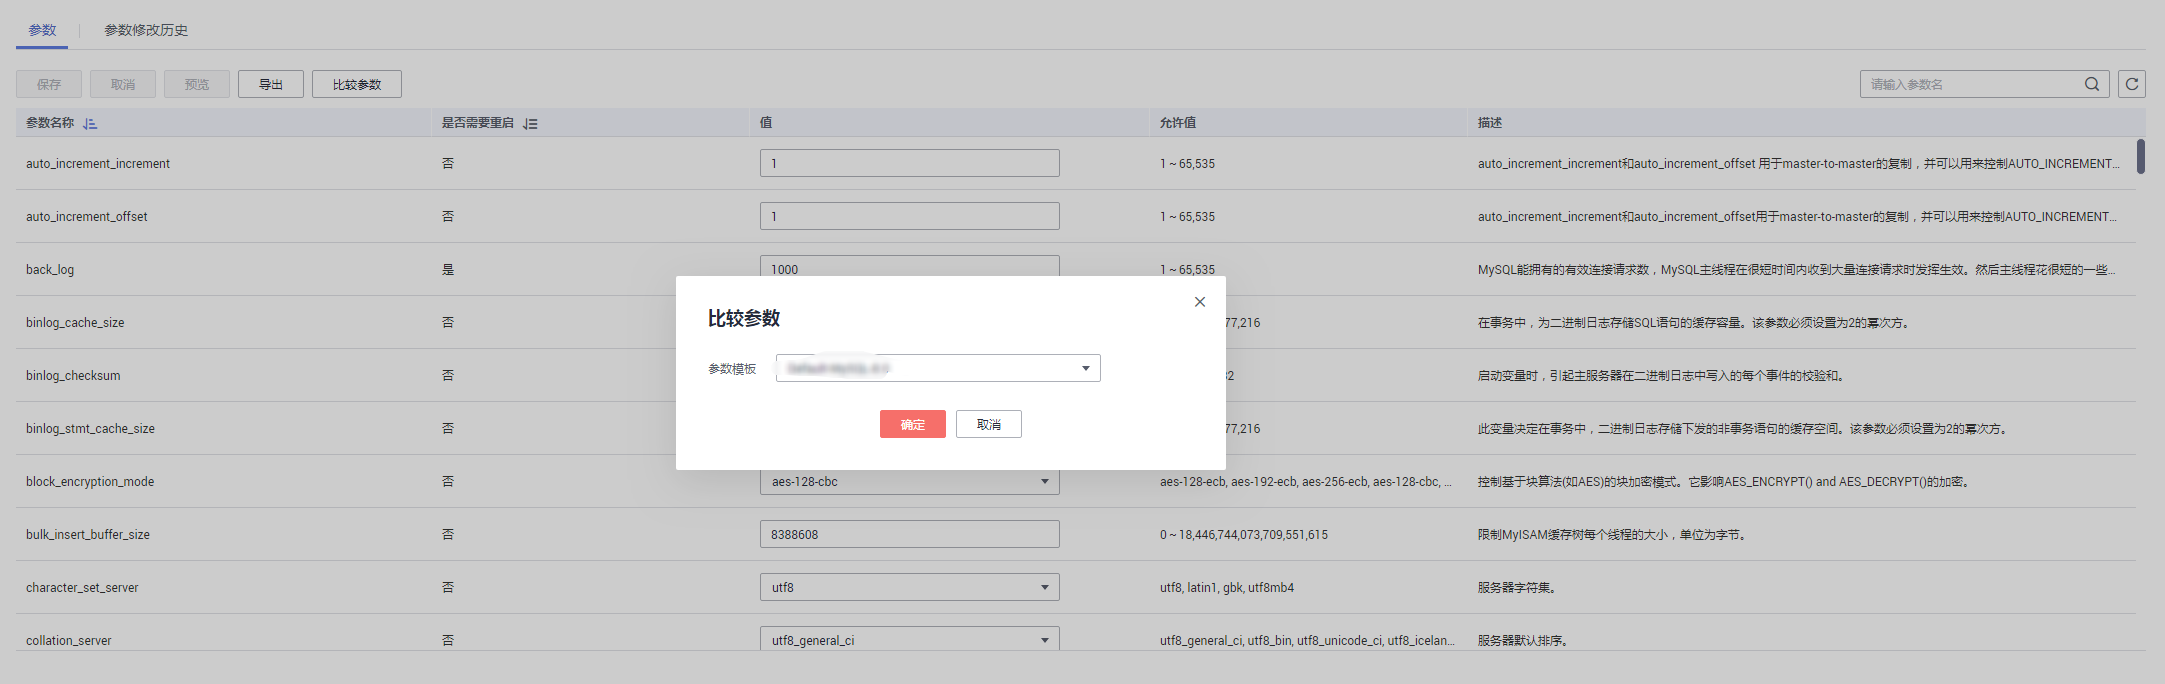 参数 参数修改历史
保存 取消 预览 导出 比较参数 请输入参数名
参数名称 是否需要重启 值 允许值 描述
auto_increment_increment 否 1 1 ~ 65,535 auto_increment_increment和auto_increment_offset 用于master-to-master的复制，并可以用来控制AUTO_INCREMENT...
auto_increment_offset 否 1 1 ~ 65,535 auto_increment_increment和auto_increment_offset用于master-to-master的复制，并可以用来控制AUTO_INCREMENT...
back_log 是 1000 1 ~ 65,535 MySQL能拥有的有效连接请求数，MySQL主线程在很短时间内收到大量连接请求时发挥生效。然后主线程花很短的一些...
比较参数
binlog_cache_size 否 77,216 在事务中，为二进制日志存储SQL语句的缓存容量。该参数必须设置为2的幂次方。
参数模板
binlog_checksum 否 32 启动变量时，引起主服务器在二进制日志中写入的每个事件的校验和。
确定 取消
binlog_stmt_cache_size 否 77,216 此变量决定在事务中，二进制日志存储下发的非事务语句的缓存空间。该参数必须设置为2的幂次方。
block_encryption_mode 否 aes-128-cbc aes-128-ecb, aes-192-ecb, aes-256-ecb, aes-128-cbc, ... 控制基于块算法(如AES)的块加密模式。它影响AES_ENCRYPT() and AES_DECRYPT()的加密。
bulk_insert_buffer_size 否 8388608 0 ~ 18,446,744,073,709,551,615 限制MyISAM缓存树每个线程的大小，单位为字节。
character_set_server 否 utf8 utf8, latin1, gbk, utf8mb4 服务器字符集。
collation_server 否 utf8_general_ci utf8_general_ci, utf8_bin, utf8_unicode_ci, utf8_icelan... 服务器默认排序。